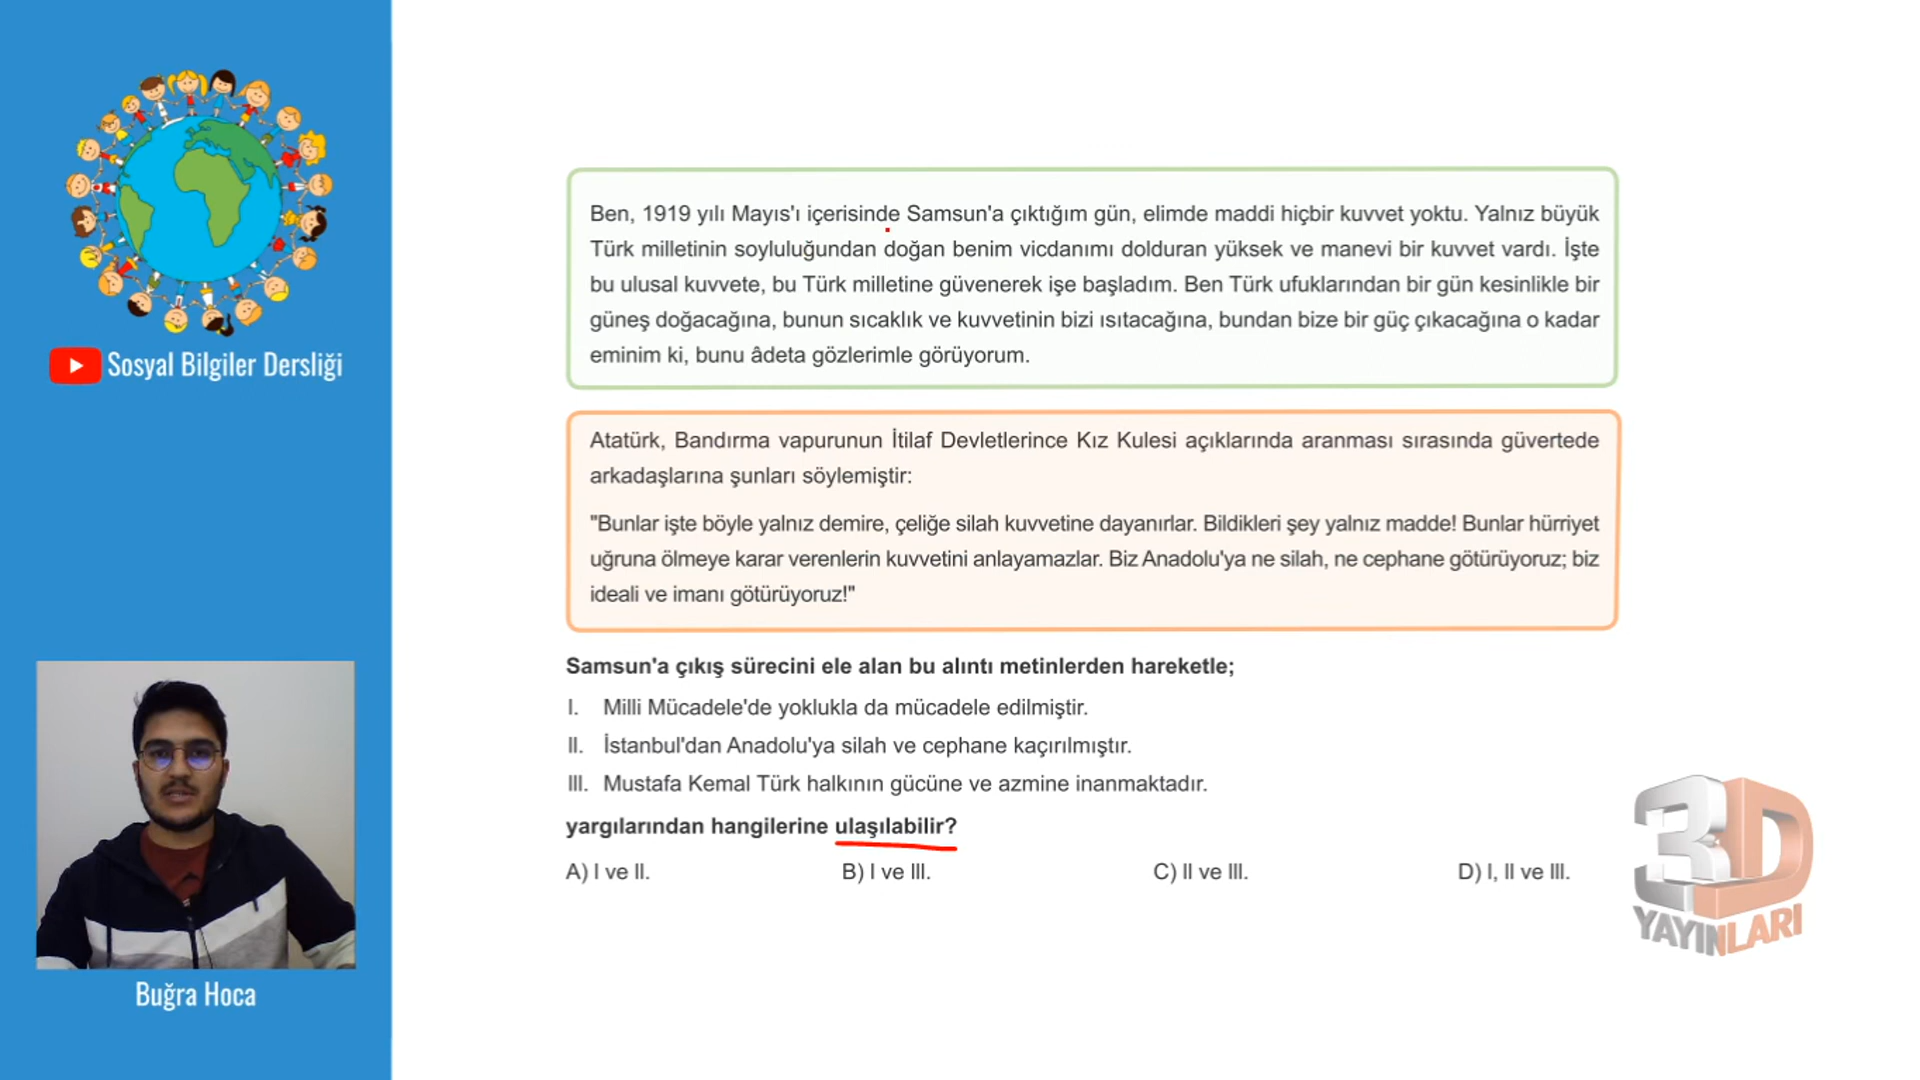 Sosyal Bilgiler Dersliği
Buğra Hoca
Ben, 1919 yılı Mayıs'ı içerisinde Samsun'a çıktığım gün, elimde maddi hiçbir kuvvet yoktu. Yalnız büyük
Türk milletinin soyluluğundan doğan benim vicdanımı dolduran yüksek ve manevi bir kuvvet vardı. İşte
bu ulusal kuvvete, bu Türk milletine güvenerek işe başladım. Ben Türk ufuklarından bir gün kesinlikle bir
güneş doğacağına, bunun sıcaklık ve kuvvetinin bizi ısıtacağına, bundan bize bir güç çıkacağına o kadar
eminim ki, bunu âdeta gözlerimle görüyorum.
Atatürk, Bandırma vapurunun İtilaf Devletlerince Kız Kulesi açıklarında aranması sırasında güvertede
arkadaşlarına şunları söylemiştir:
"Bunlar işte böyle yalnız demire, çeliğe silah kuvvetine dayanırlar. Bildikleri şey yalnız madde! Bunlar hürriyet
uğruna ölmeye karar verenlerin kuvvetini anlayamazlar. Biz Anadolu'ya ne silah, ne cephane götürüyoruz; biz
ideali ve imanı götürüyoruz!"
Samsun'a çıkış sürecini ele alan bu alıntı metinlerden hareketle;
I. Milli Mücadele'de yoklukla da mücadele edilmiştir.
II. İstanbul'dan Anadolu'ya silah ve cephane kaçırılmıştır.
III. Mustafa Kemal Türk halkının gücüne ve azmine inanmaktadır.
yargılarından hangilerine ulaşılabilir?
A) I ve II. B) I ve III. C) II ve III. D) I, II ve III.
3D
YAYINLARI